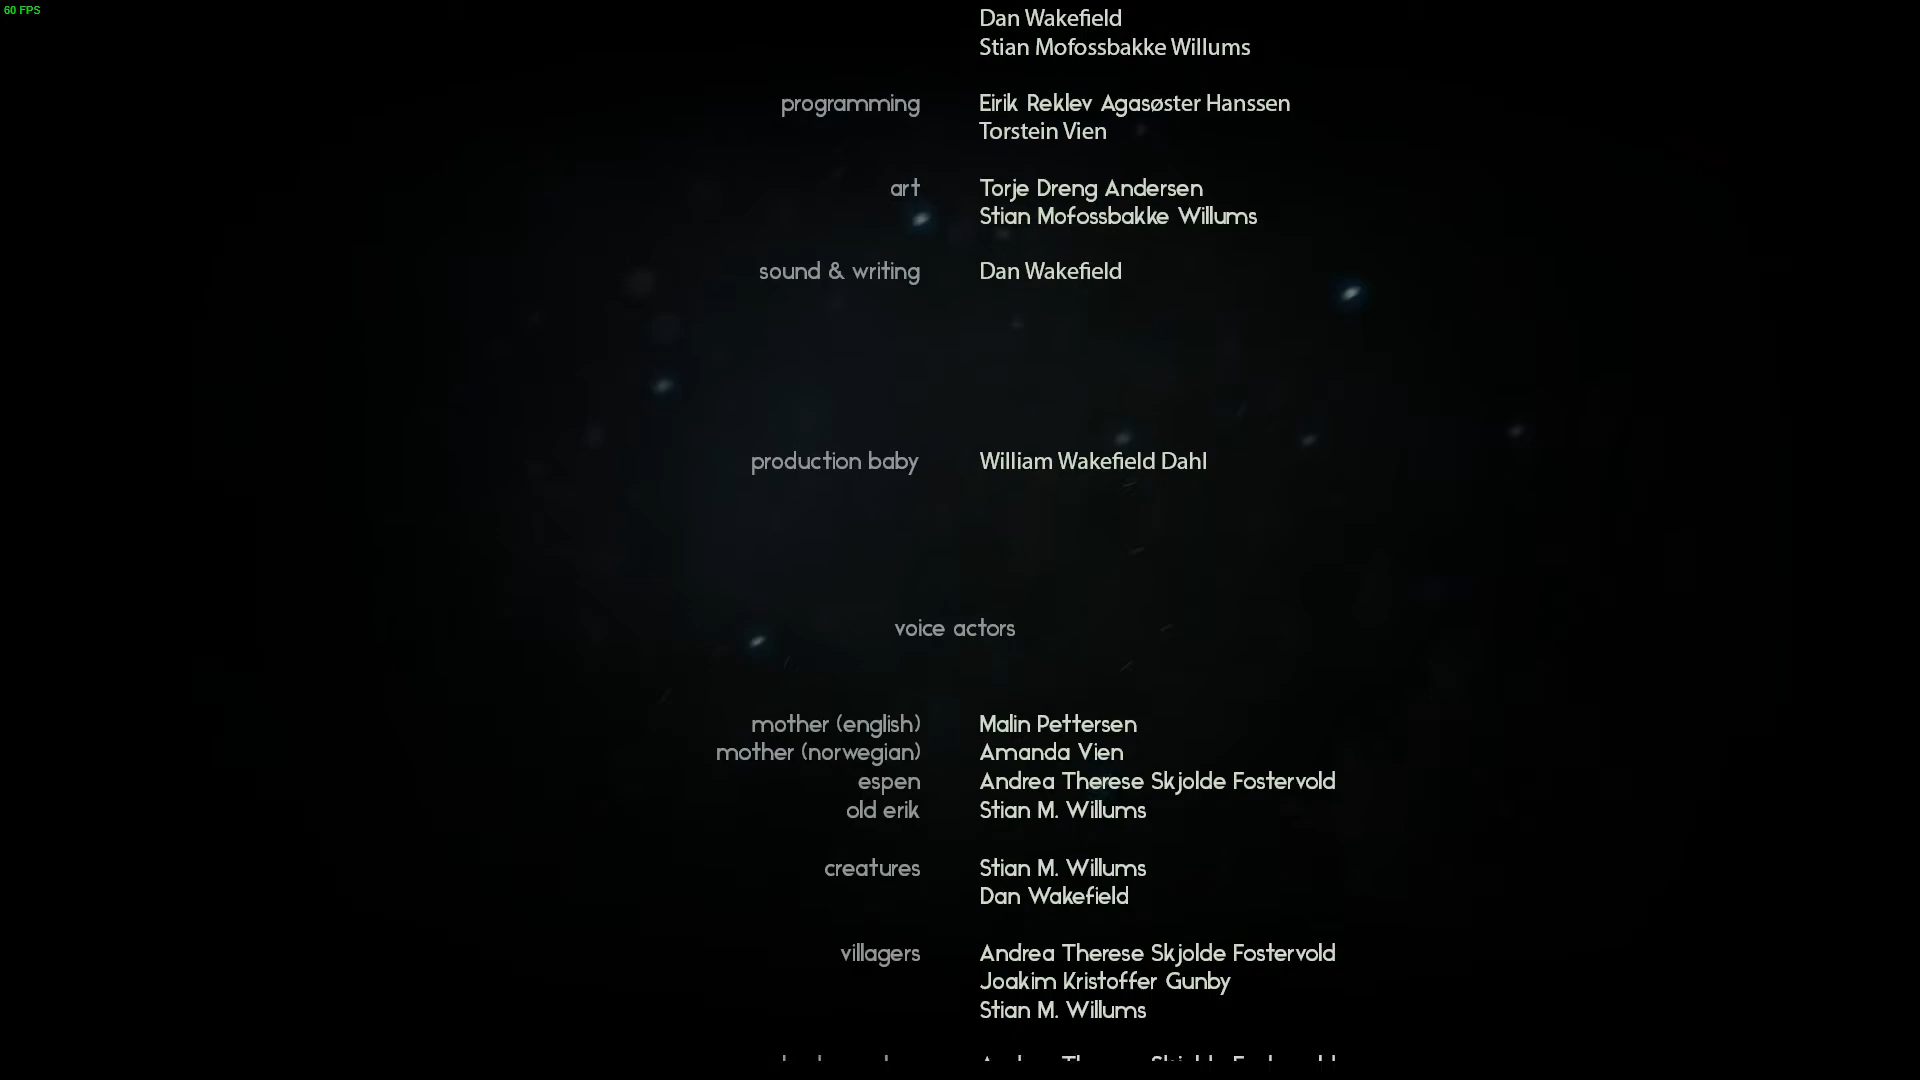 60 FPS
Dan Wakefield
Stian Mofossbakke Willums
programming Eirik Reklev Agasøster Hanssen
Torstein Vien
art Torje Dreng Andersen
Stian Mofossbakke Willums
sound & writing Dan Wakefield
production baby William Wakefield Dahl
voice actors
mother (english) Malin Pettersen
mother (norwegian) Amanda Vien
espen Andrea Therese Skjolde Fostervold
old erik Stian M. Willums
creatures Stian M. Willums
Dan Wakefield
villagers Andrea Therese Skjolde Fostervold
Joakim Kristoffer Gunby
Stian M. Willums